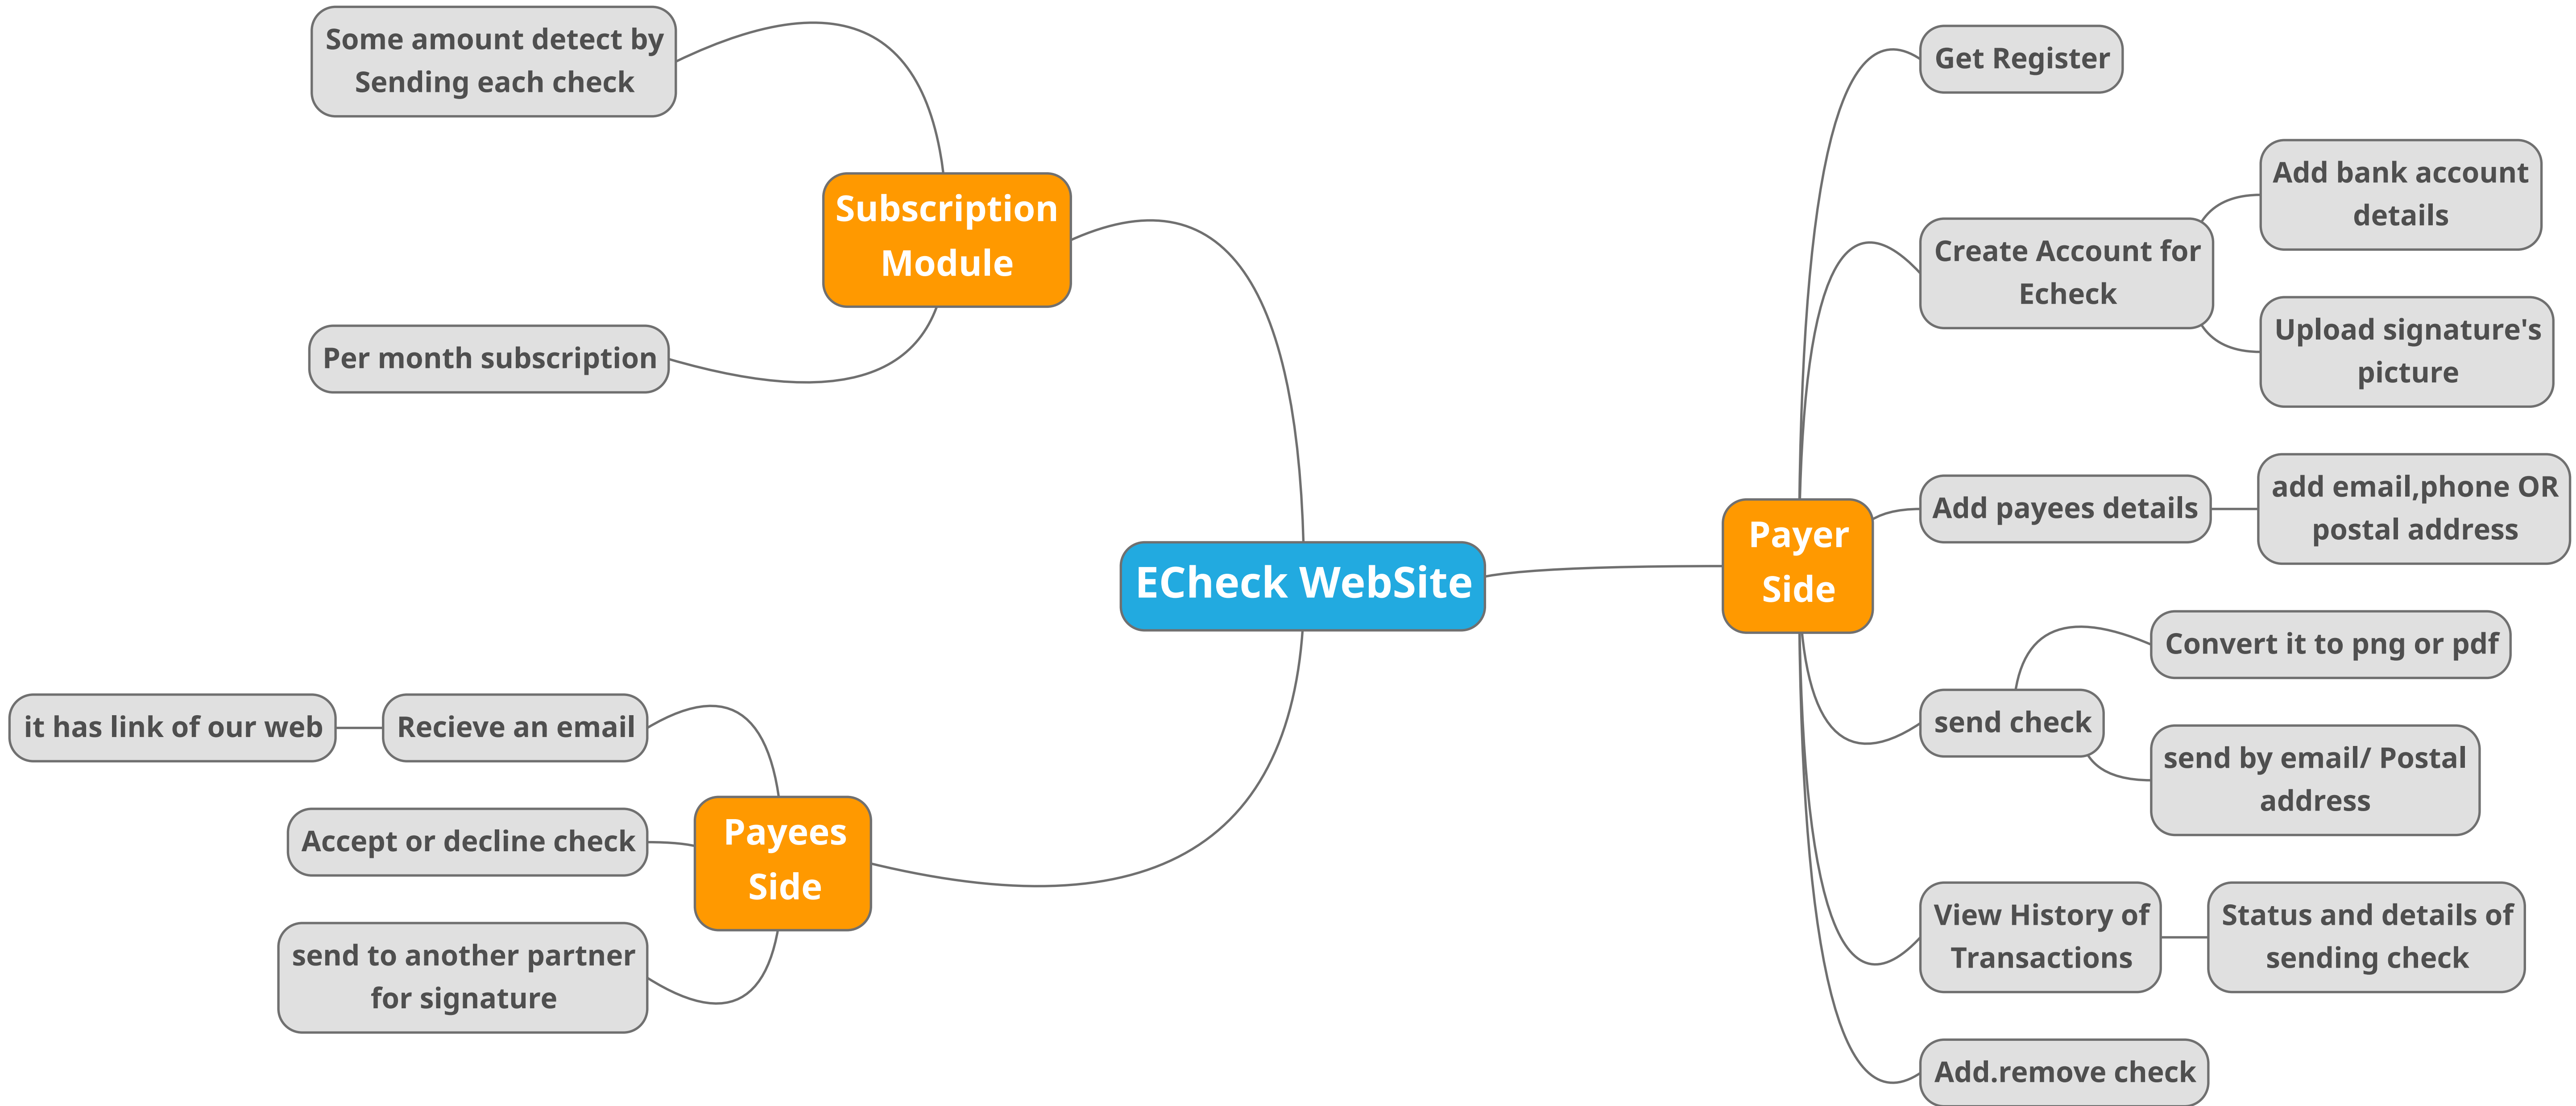 Some amount detect by
Sending each check
Subscription
Module
Per month subscription
ECheck WebSite
it has link of our web
Recieve an email
Accept or decline check
send to another partner
for signature
Payees
Side
Payer
Side
Get Register
Create Account for
Echeck
Add bank account
details
Upload signature's
picture
Add payees details
add email,phone OR
postal address
send check
Convert it to png or pdf
send by email/ Postal
address
View History of
Transactions
Status and details of
sending check
Add.remove check